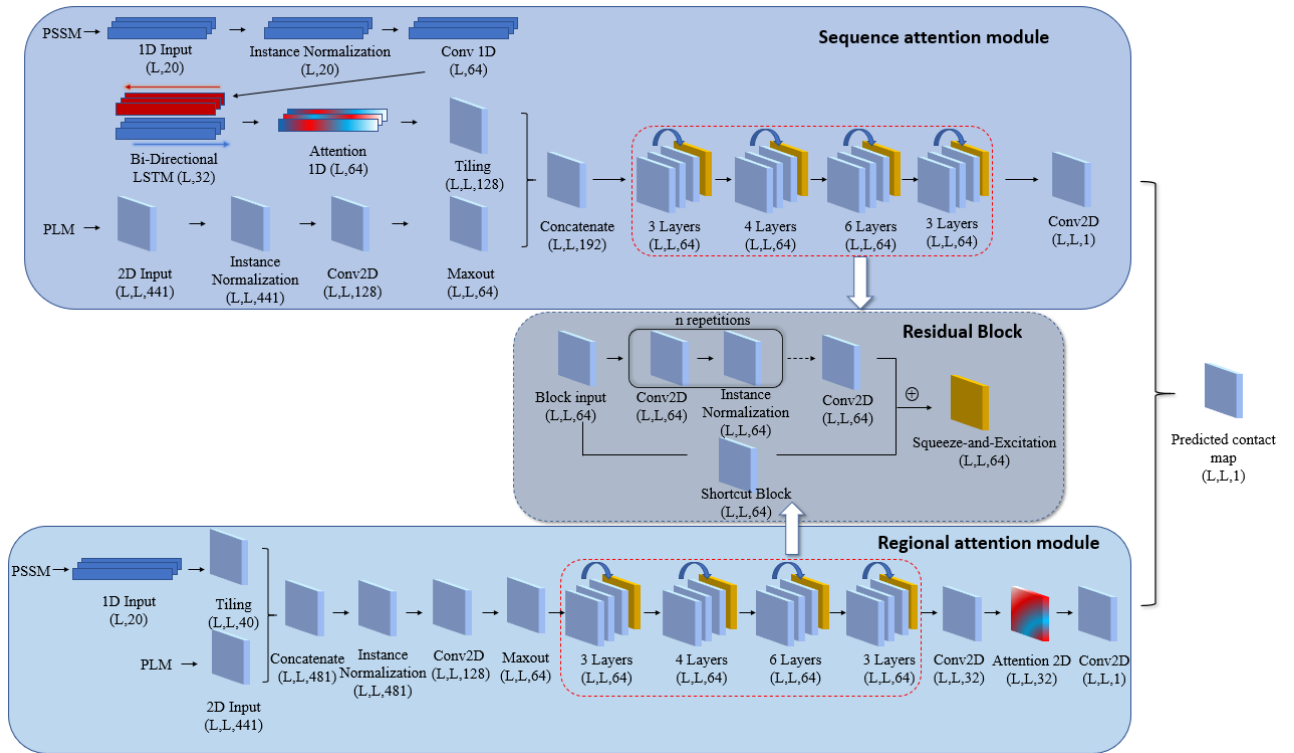 Sequence attention module
PSSM
1D Input
(L,20)
Instance Normalization
(L,20)
Conv 1D
(L,64)
Bi-Directional
LSTM (L,32)
Attention
1D (L,64)
Tiling
(L,L,128)
PLM
2D Input
(L,L,441)
Instance
Normalization
(L,L,441)
Conv2D
(L,L,128)
Maxout
(L,L,64)
Concatenate
(L,L,192)
3 Layers
(L,L,64)
4 Layers
(L,L,64)
6 Layers
(L,L,64)
3 Layers
(L,L,64)
Conv2D
(L,L,1)
Residual Block
n repetitions
Block input
(L,L,64)
Conv2D
(L,L,64)
Instance
Normalization
(L,L,64)
Conv2D
(L,L,64)
⊕
Squeeze-and-Excitation
(L,L,64)
Shortcut Block
(L,L,64)
Predicted contact
map
(L,L,1)
Regional attention module
PSSM
1D Input
(L,20)
Tiling
(L,L,40)
PLM
2D Input
(L,L,441)
Concatenate
(L,L,481)
Instance
Normalization
(L,L,481)
Conv2D
(L,L,128)
Maxout
(L,L,64)
3 Layers
(L,L,64)
4 Layers
(L,L,64)
6 Layers
(L,L,64)
3 Layers
(L,L,64)
Conv2D
(L,L,32)
Attention 2D
(L,L,32)
Conv2D
(L,L,1)